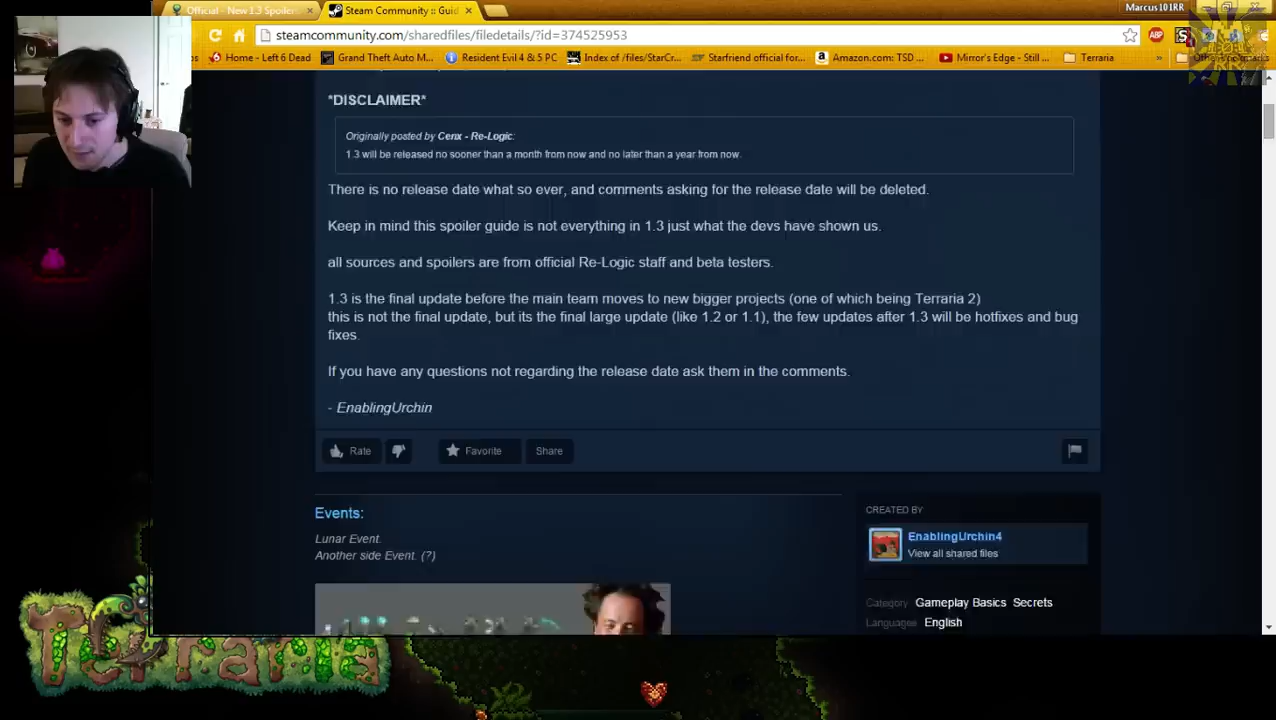 Marcus101RR
Official - New 1.3 Spoilers
Steam Community :: Guid
steamcommunity.com/sharedfiles/filedetails/?id=374525953
Home - Left 6 Dead
Grand Theft Auto M...
Resident Evil 4 & 5 PC
Index of /files/StarCr...
Starfriend official for...
Amazon.com: TSD ...
Mirror's Edge - Still ...
Terraria
»
*DISCLAIMER*
Originally posted by Cenx - Re-Logic:
1.3 will be released no sooner than a month from now and no later than a year from now.
There is no release date what so ever, and comments asking for the release date will be deleted.
Keep in mind this spoiler guide is not everything in 1.3 just what the devs have shown us.
all sources and spoilers are from official Re-Logic staff and beta testers.
1.3 is the final update before the main team moves to new bigger projects (one of which being Terraria 2)
this is not the final update, but its the final large update (like 1.2 or 1.1), the few updates after 1.3 will be hotfixes and bug
fixes.
If you have any questions not regarding the release date ask them in the comments.
- EnablingUrchin
Rate
Favorite
Share
Events:
Lunar Event.
Another side Event. (?)
CREATED BY
EnablingUrchin4
View all shared files
Category: Gameplay Basics Secrets
Languages: English
Terraria